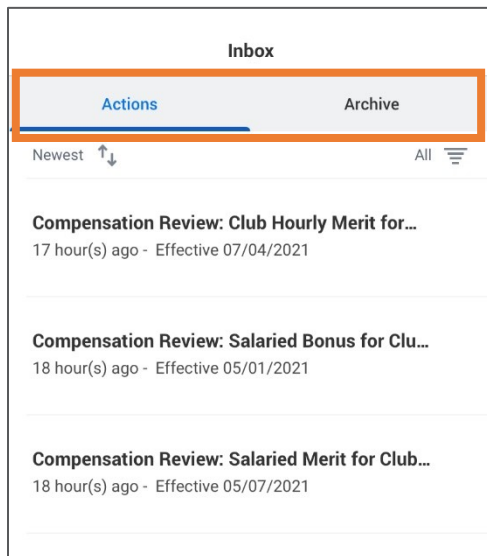 Inbox
Actions Archive
Newest All
Compensation Review: Club Hourly Merit for...
17 hour(s) ago - Effective 07/04/2021
Compensation Review: Salaried Bonus for Clu...
18 hour(s) ago - Effective 05/01/2021
Compensation Review: Salaried Merit for Club...
18 hour(s) ago - Effective 05/07/2021